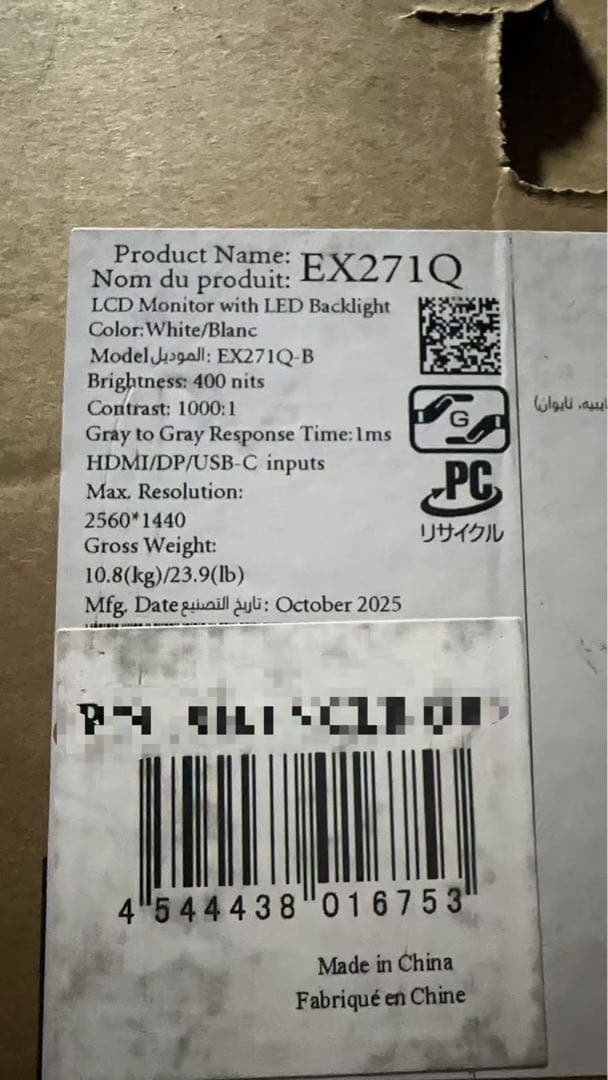 Product Name:
Nom du produit: EX271Q
LCD Monitor with LED Backlight
Color:White/Blanc
Model الموديل: EX271Q-B
Brightness: 400 nits
Contrast: 1000:1
Gray to Gray Response Time:1ms
HDMI/DP/USB-C inputs
Max. Resolution:
2560*1440
Gross Weight:
10.8(kg)/23.9(lb)
Mfg. Date تاريخ التصنيع: October 2025
G
PC
リサイクル
تايوان)
4 544438 016753
Made in China
Fabriqué en Chine